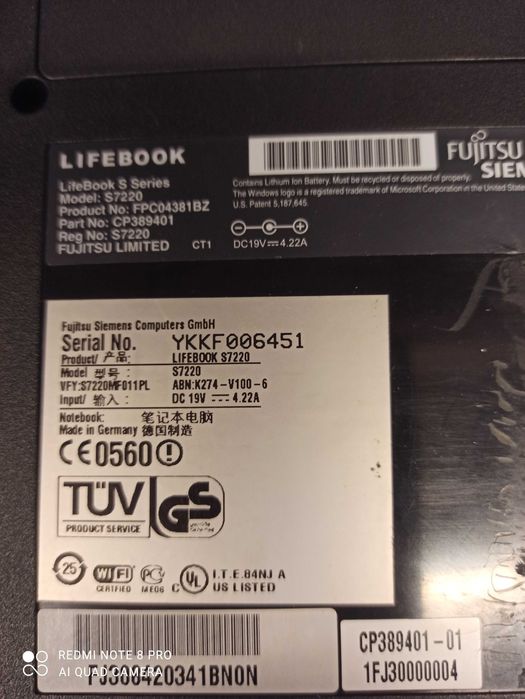 LIFEBOOK
LifeBook S Series
Model: S7220
Product No: FPC04381BZ
Part No: CP389401
Reg No: S7220
FUJITSU LIMITED CT1
FUJITSU
SIEM
Contains Lithium Ion Battery. Must be recycled or disposed of properly.
The Windows logo is a registered trademark of Microsoft Corporation in the United State
U.S. Patent 5,187,645
DC19V 4.22A
Fujitsu Siemens Computers GmbH
Serial No. YKKF006451
Product/ 产品: LIFEBOOK S7220
Model 型号: S7220
VFY:S7220MF011PL ABN:K274-V100-6
Input/ 输入: DC 19V 4.22A
Notebook: 笔记本电脑
Made in Germany 德国制造
CE0560
TÜV
PRODUCT SERVICE
GS
25
Wi Fi
CERTIFIED
PC
ME06
C UL
I.T.E.84NJ A
US LISTED
CP389401-01
1FJ30000004
REDMI NOTE 8 PRO
AI QUAD CAMERA